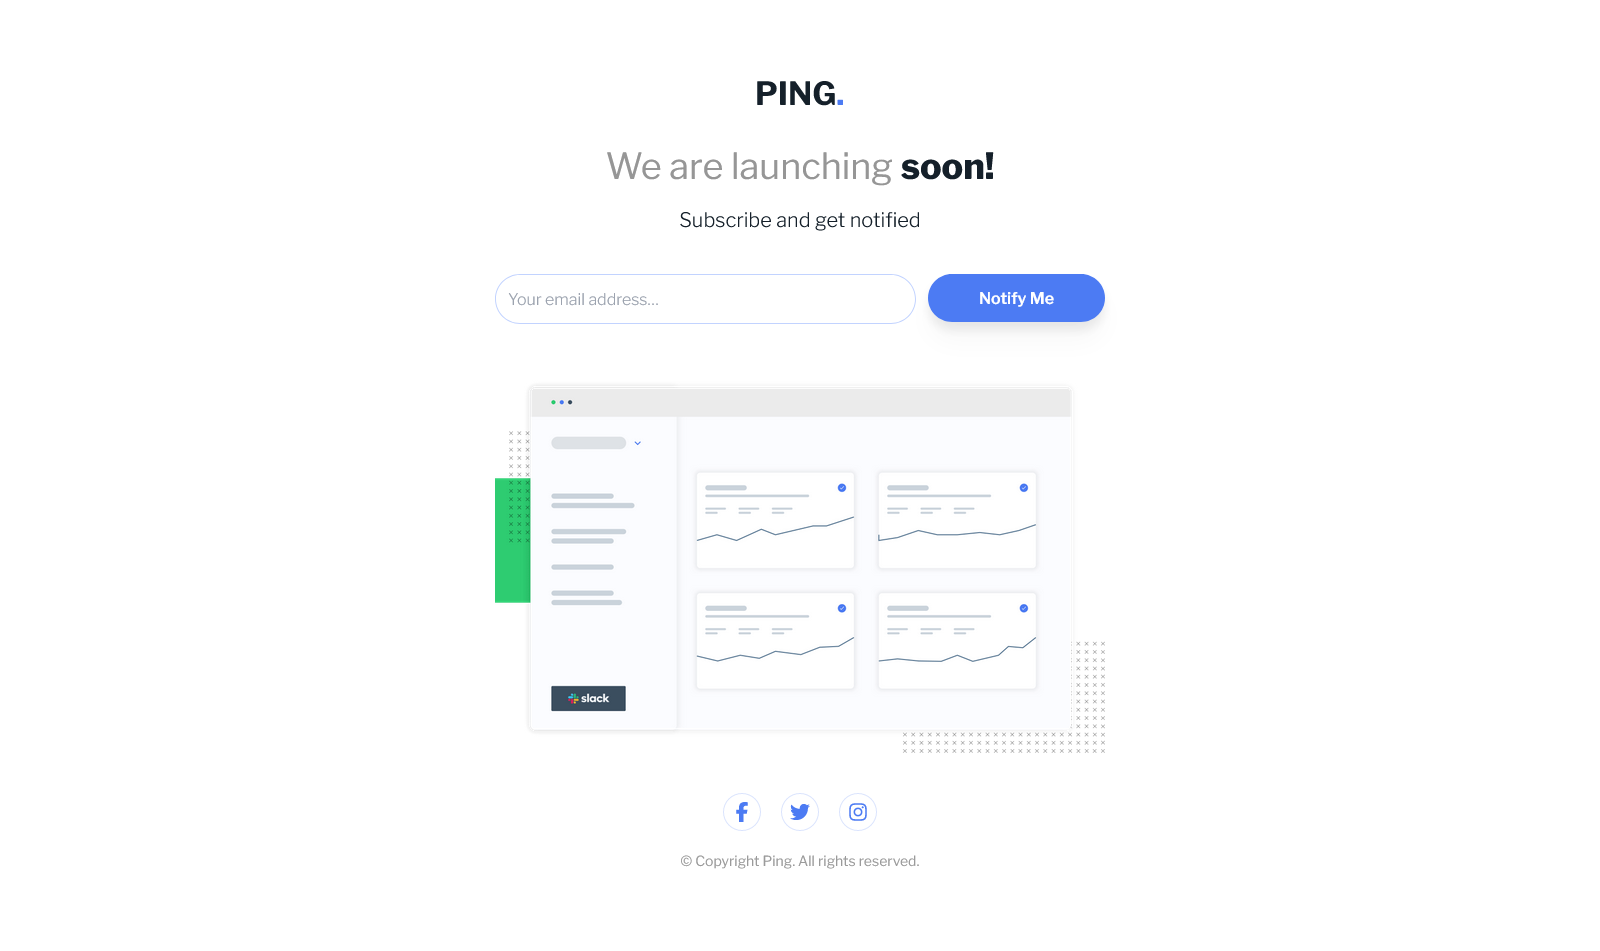 PING.
We are launching soon!
Subscribe and get notified
Your email address...
Notify Me
slack
© Copyright Ping. All rights reserved.